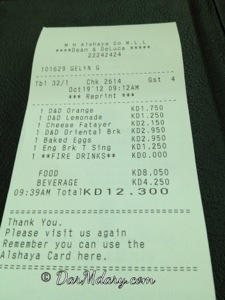 M H Alshaya Co W.L.L
****Dean & DeLuca *****
22242424
101629 GELYN G
Tbl 32/1 Chk 2614 Gst 4
Oct19'12 09:12AM
*** Reprint ***
1 D&D Orange KD1.750
1 D&D Lemonade KD1.250
1 Cheese Fatayer KD2.150
1 D&D Oriental Brk KD2.950
1 Baked Eggs KD2.950
1 Eng Brk T Sing KD1.250
1 **FIRE DRINKS** KD0.000
FOOD KD8.050
BEVERAGE KD4.250
09:39AM Total KD12.300
Thank You.
Please visit us again
Remember you can use the
Alshaya Card here.
© DarMdary.com